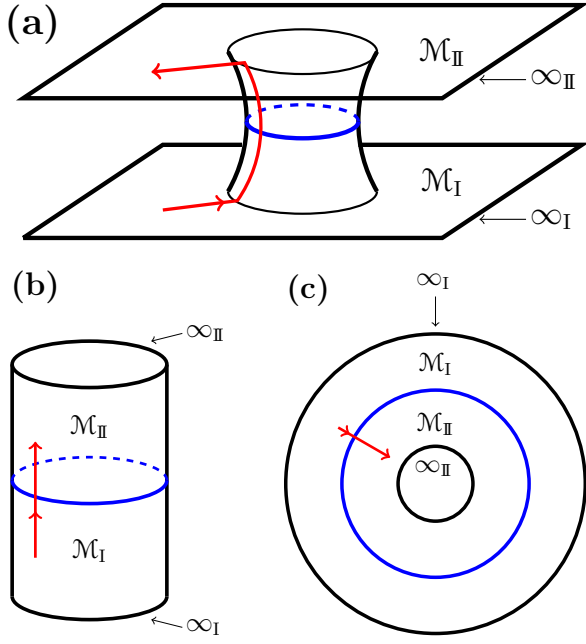 (a)
ℳ_Ⅱ
∞_Ⅱ
ℳ_Ⅰ
∞_Ⅰ
(b)
∞_Ⅱ
ℳ_Ⅱ
ℳ_Ⅰ
∞_Ⅰ
(c)
∞_Ⅰ
ℳ_Ⅰ
ℳ_Ⅱ
∞_Ⅱ